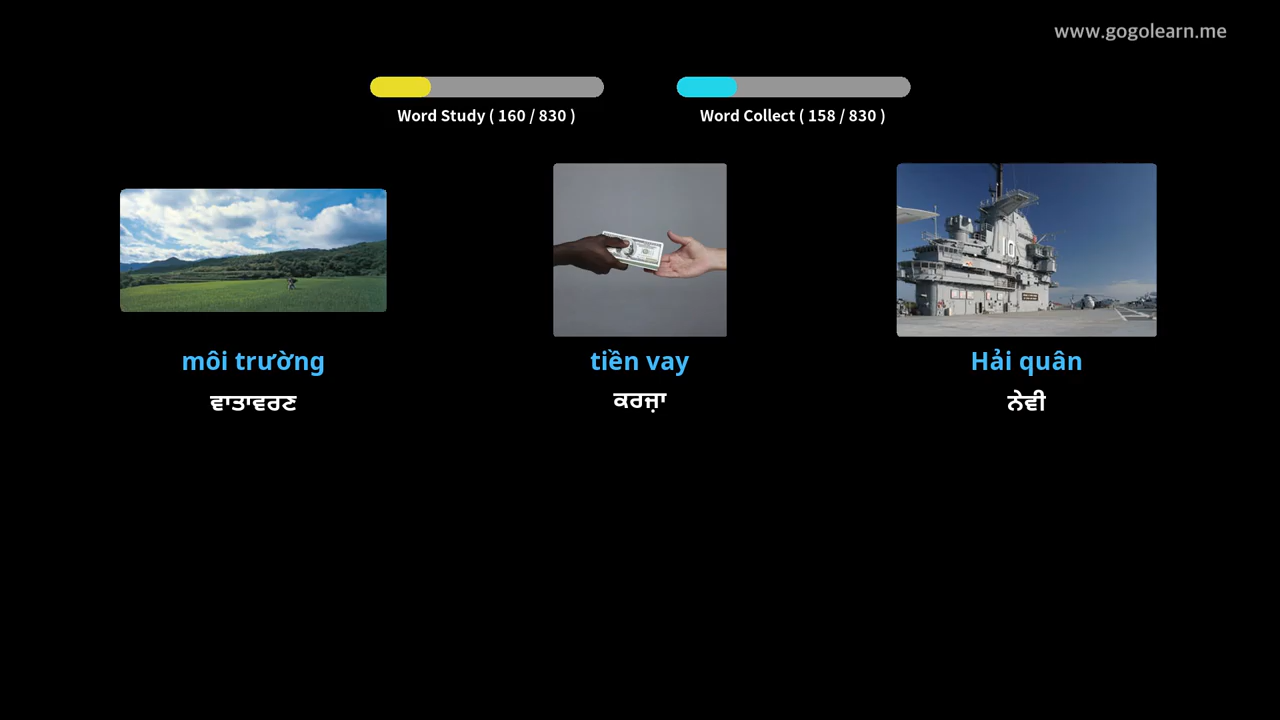 www.gogolearn.me
Word Study ( 160 / 830 )
Word Collect ( 158 / 830 )
môi trường
tiền vay
Hải quân
ਵਾਤਾਵਰਣ
ਕਰਜ਼ਾ
ਨੇਵੀ
10